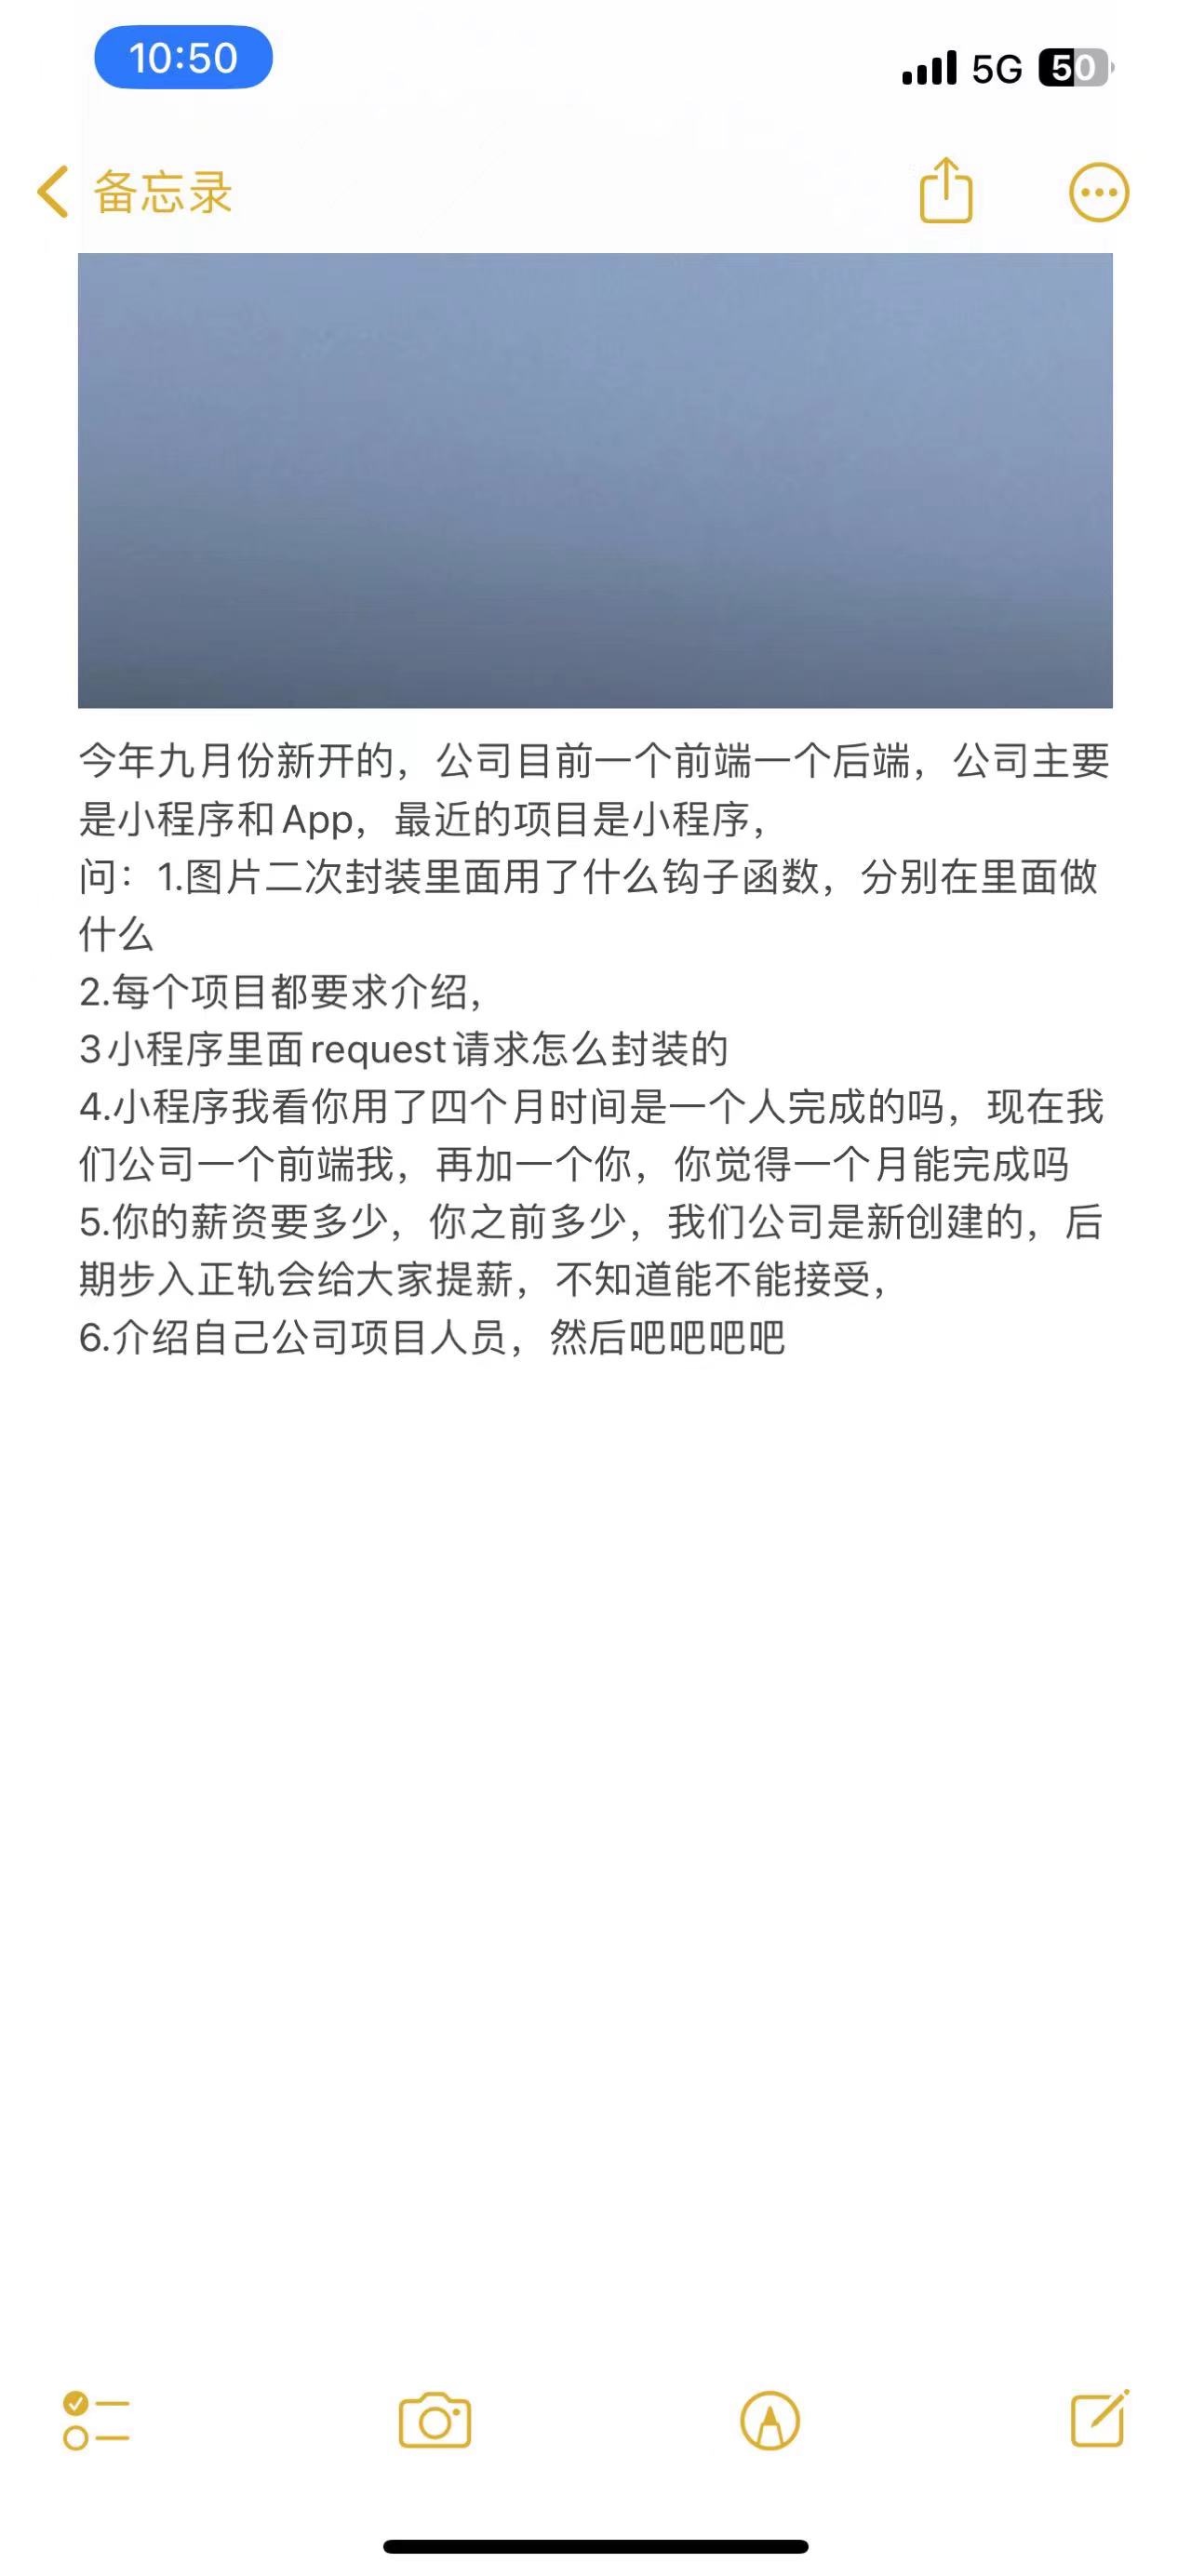 10:50
5G 50
备忘录
今年九月份新开的，公司目前一个前端一个后端，公司主要
是小程序和App，最近的项目是小程序，
问：1.图片二次封装里面用了什么钩子函数，分别在里面做
什么
2.每个项目都要求介绍，
3小程序里面request请求怎么封装的
4.小程序我看你用了四个月时间是一个人完成的吗，现在我
们公司一个前端我，再加一个你，你觉得一个月能完成吗
5.你的薪资要多少，你之前多少，我们公司是新创建的，后
期步入正轨会给大家提薪，不知道能不能接受，
6.介绍自己公司项目人员，然后吧吧吧吧